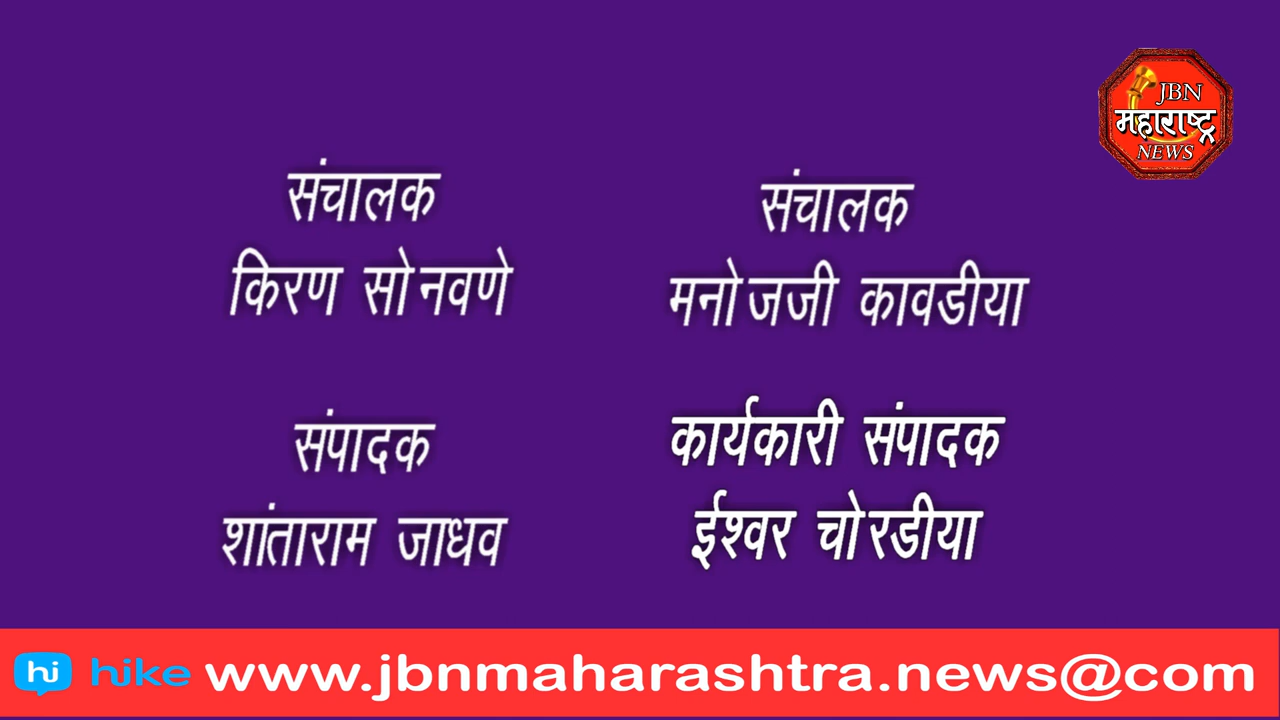 JBN
महाराष्ट्र
NEWS
संचालक
किरण सोनवणे
संचालक
मनोजजी कावडीया
संपादक
शांताराम जाधव
कार्यकारी संपादक
ईश्वर चोरडीया
hi hike www.jbnmaharashtra.news@com